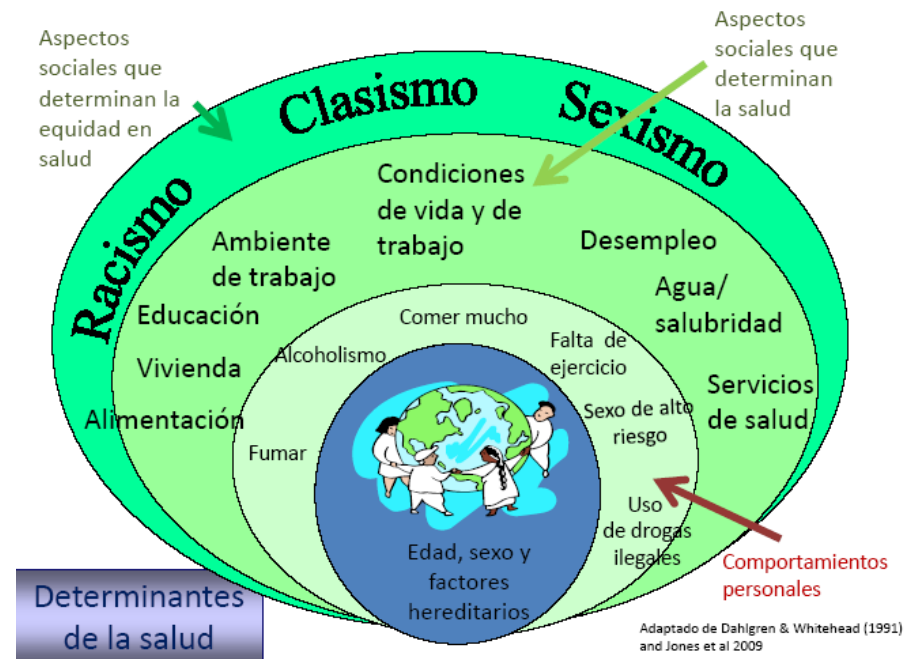 Aspectos
sociales que
determinan la
equidad en
salud
Racismo
Clasismo
Sexismo
Aspectos
sociales que
determinan
la salud
Condiciones
de vida y de
trabajo
Ambiente
de trabajo
Educación
Vivienda
Alimentación
Desempleo
Agua/
salubridad
Servicios
de salud
Comer mucho
Alcoholismo
Fumar
Falta de
ejercicio
Sexo de alto
riesgo
Uso
de drogas
ilegales
Edad, sexo y
factores
hereditarios
Comportamientos
personales
Determinantes
de la salud
Adaptado de Dahlgren & Whitehead (1991)
and Jones et al 2009